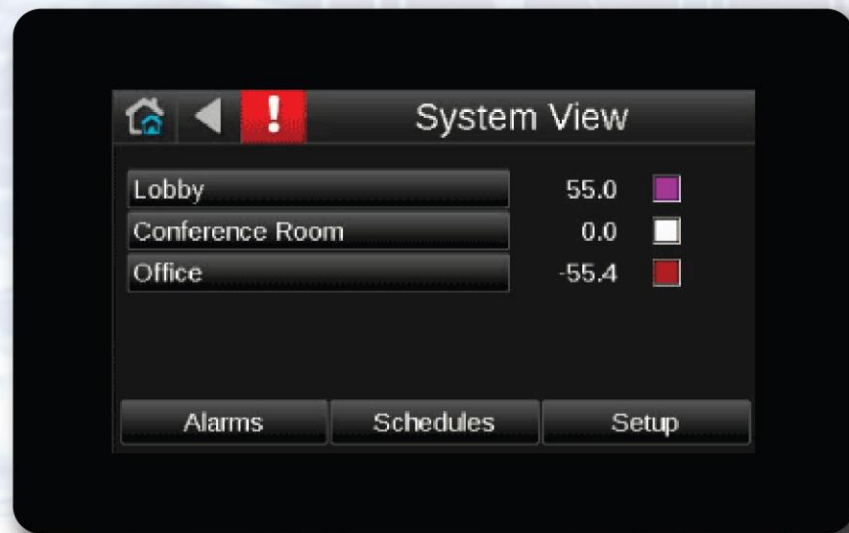 ! System View
Lobby 55.0
Conference Room 0.0
Office -55.4
Alarms Schedules Setup